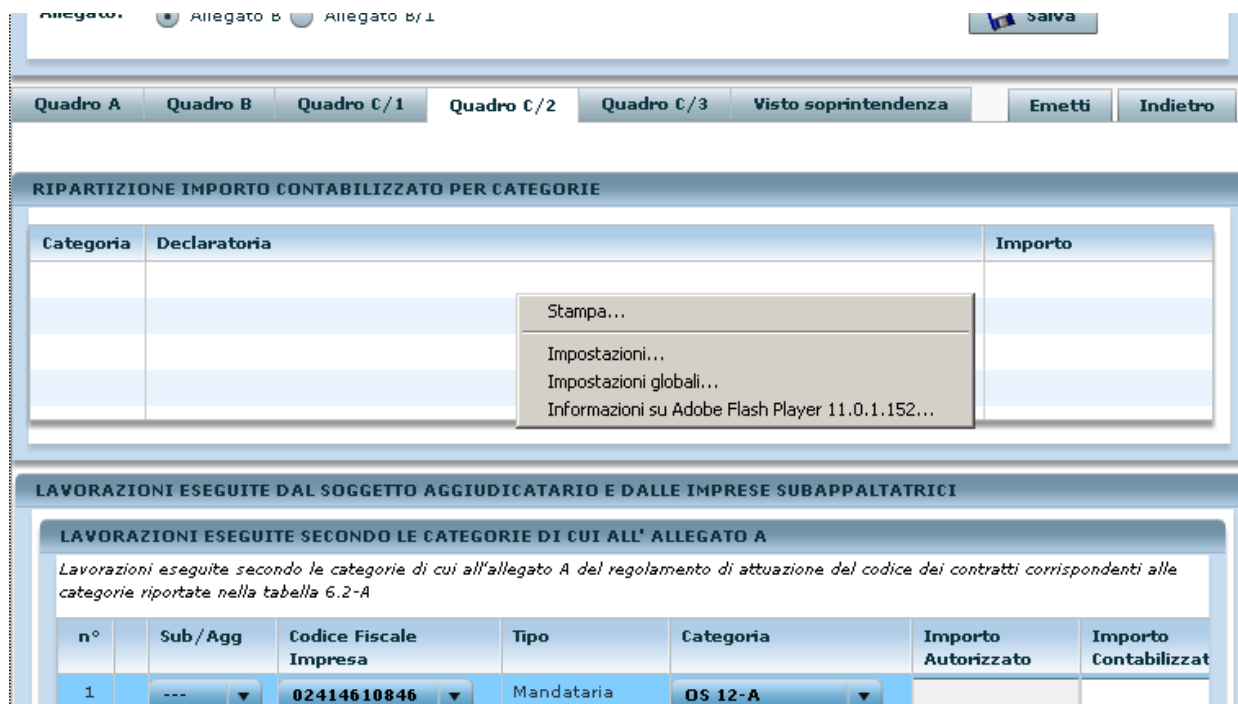 Allegato: Allegato B Allegato B/1 Salva
Quadro A Quadro B Quadro C/1 Quadro C/2 Quadro C/3 Visto soprintendenza Emetti Indietro
RIPARTIZIONE IMPORTO CONTABILIZZATO PER CATEGORIE
Categoria Declaratoria Importo
Stampa...
Impostazioni...
Impostazioni globali...
Informazioni su Adobe Flash Player 11.0.1.152...
LAVORAZIONI ESEGUITE DAL SOGGETTO AGGIUDICATARIO E DALLE IMPRESE SUBAPPALTATRICI
LAVORAZIONI ESEGUITE SECONDO LE CATEGORIE DI CUI ALL' ALLEGATO A
Lavorazioni eseguite secondo le categorie di cui all'allegato A del regolamento di attuazione del codice dei contratti corrispondenti alle
categorie riportate nella tabella 6.2-A
n° Sub/Agg Codice Fiscale Tipo Categoria Importo Importo
Impresa Autorizzato Contabilizzat
1 --- 02414610846 Mandataria OS 12-A